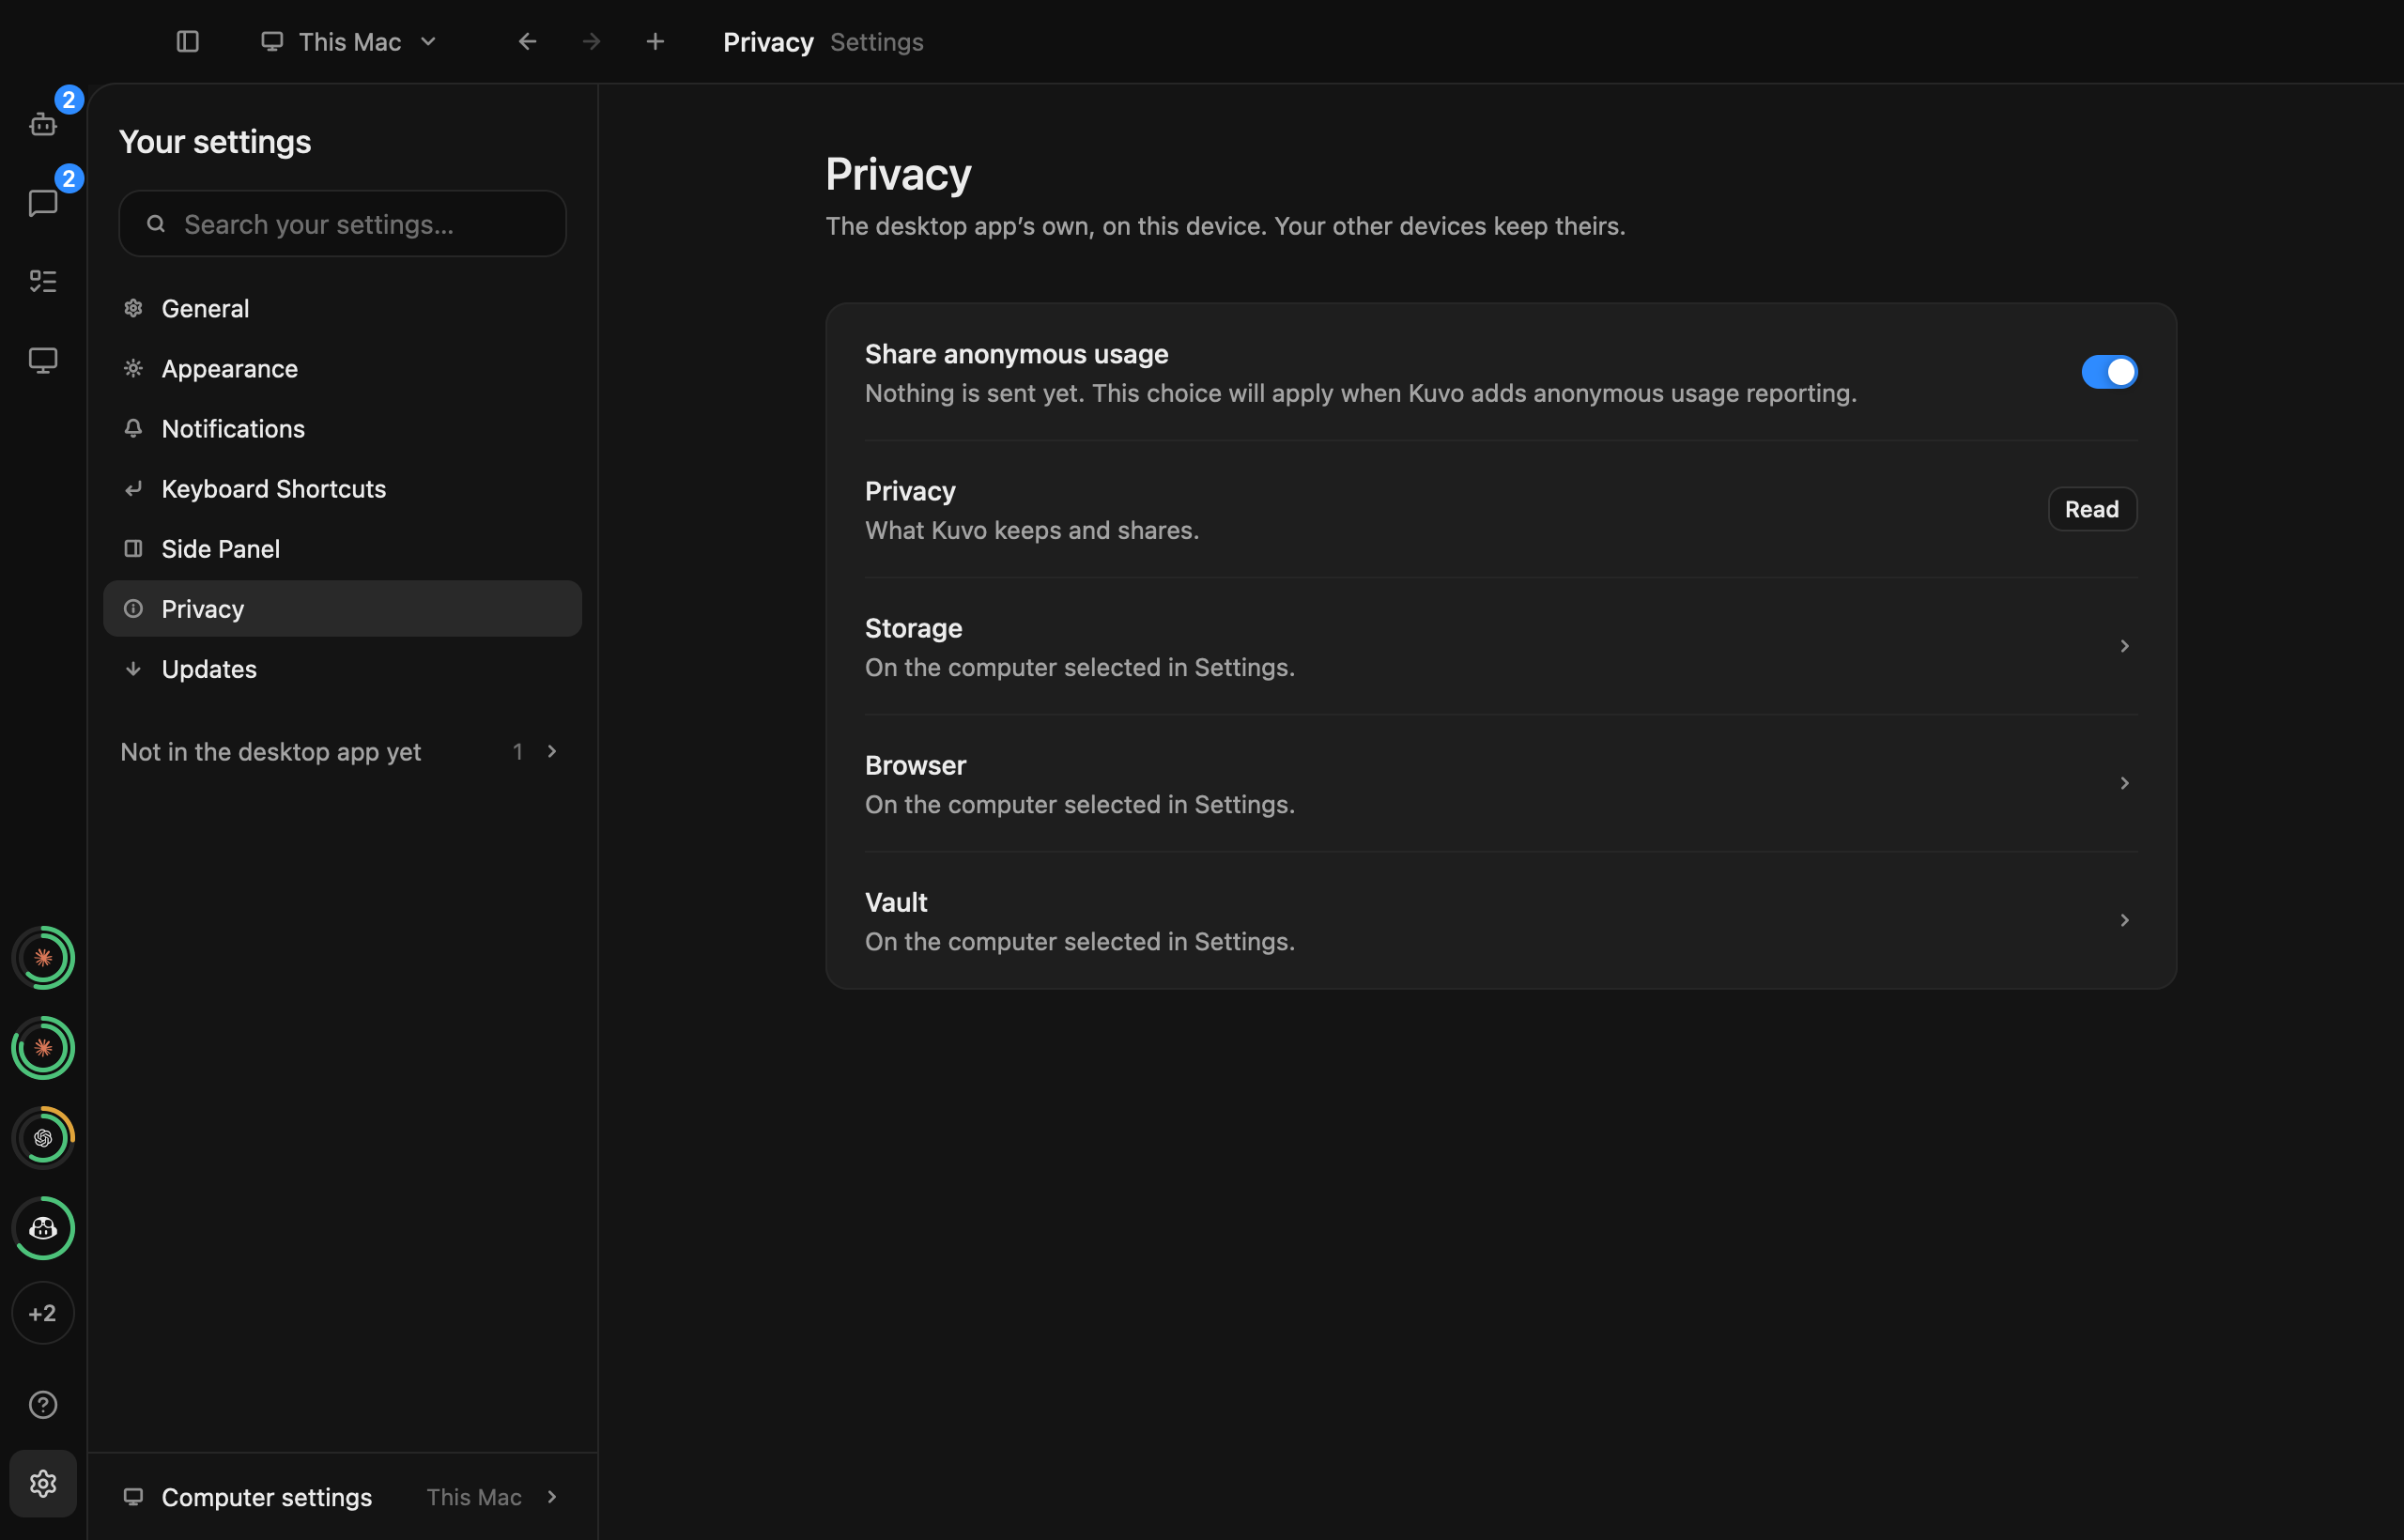 This Mac
Privacy Settings
2
2
Your settings
Search your settings...
General
Appearance
Notifications
Keyboard Shortcuts
Side Panel
Privacy
Updates
Not in the desktop app yet 1
+2
Computer settings This Mac
Privacy
The desktop app’s own, on this device. Your other devices keep theirs.
Share anonymous usage
Nothing is sent yet. This choice will apply when Kuvo adds anonymous usage reporting.
Privacy
What Kuvo keeps and shares.
Read
Storage
On the computer selected in Settings.
Browser
On the computer selected in Settings.
Vault
On the computer selected in Settings.